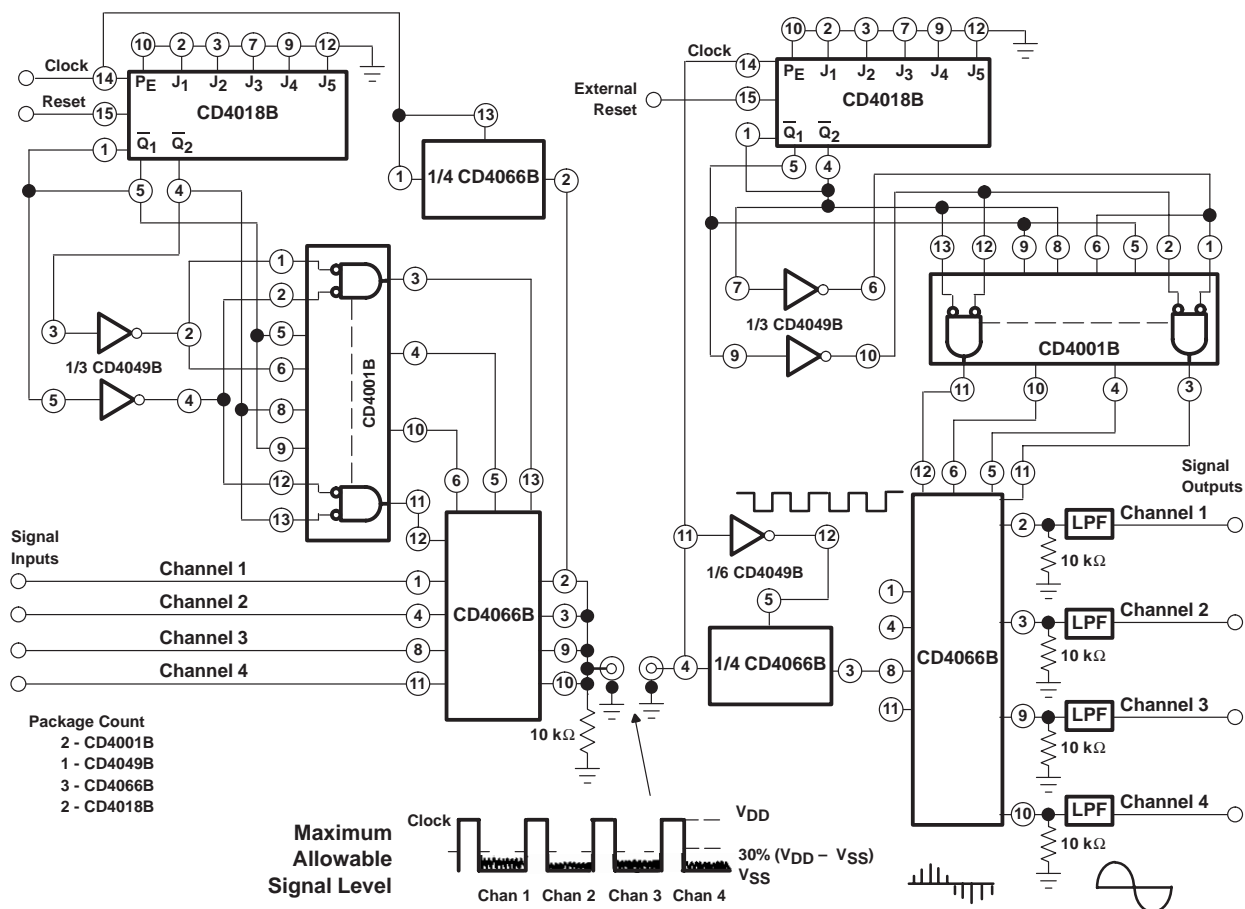 10 2 3 7 9 12
Clock 14 PE J1 J2 J3 J4 J5
CD4018B
Reset 15
1 Q̅1 Q̅2
5 4
13
1 1/4 CD4066B 2
1 3
2
3 2 5
1/3 CD4049B
6 4
5 4 8
CD4001B
9 10
12
13 11
12 6 5 13
Signal
Inputs
Channel 1 1 2
Channel 2 4 CD4066B 3
Channel 3 8 9
Channel 4 11 10
10 kΩ
Package Count
2 - CD4001B
1 - CD4049B
3 - CD4066B
2 - CD4018B
10 2 3 7 9 12
Clock 14 PE J1 J2 J3 J4 J5
CD4018B
External
Reset 15
1 Q̅1 Q̅2
5 4
13 12 9 8 6 5 2 1
7 6
1/3 CD4049B
9 10
CD4001B
11 10 4 3
12 6 5 11
Signal
Outputs
11 12
1/6 CD4049B
5
4 1/4 CD4066B 3
1
4
8
11
CD4066B
2 LPF Channel 1
10 kΩ
3 LPF Channel 2
10 kΩ
9 LPF Channel 3
10 kΩ
10 LPF Channel 4
10 kΩ
Maximum
Allowable
Signal Level
Clock
VDD
30% (VDD – VSS)
VSS
Chan 1 Chan 2 Chan 3 Chan 4